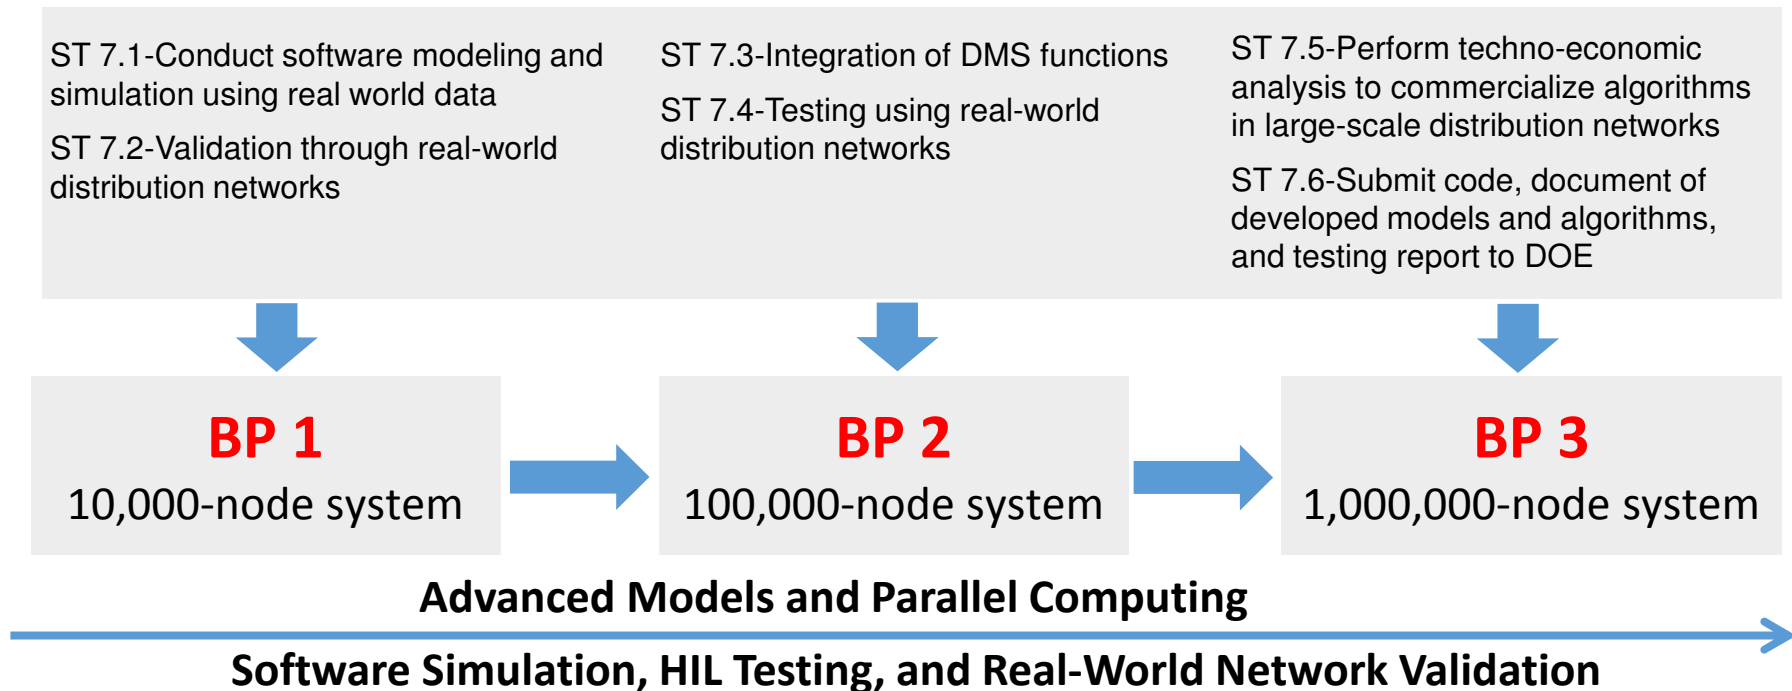 ST 7.1-Conduct software modeling and
simulation using real world data
ST 7.2-Validation through real-world
distribution networks
ST 7.3-Integration of DMS functions
ST 7.4-Testing using real-world
distribution networks
ST 7.5-Perform techno-economic
analysis to commercialize algorithms
in large-scale distribution networks
ST 7.6-Submit code, document of
developed models and algorithms,
and testing report to DOE
BP 1
10,000-node system
BP 2
100,000-node system
BP 3
1,000,000-node system
Advanced Models and Parallel Computing
Software Simulation, HIL Testing, and Real-World Network Validation